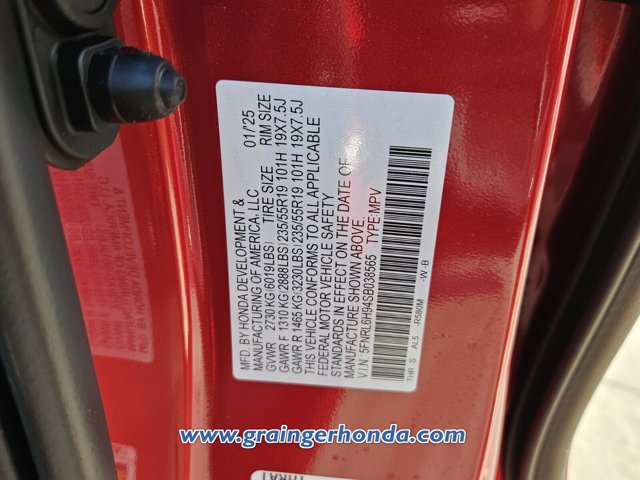 MFD. BY HONDA DEVELOPMENT &
MANUFACTURING OF AMERICA, LLC 01/'25
GVWR 2730 KG(6019LBS) TIRE SIZE RIM SIZE
GAWR F 1310 KG(2888LBS) 235/55R19 101H 19X7.5J
GAWR R 1465 KG(3230LBS) 235/55R19 101H 19X7.5J
THIS VEHICLE CONFORMS TO ALL APPLICABLE
FEDERAL MOTOR VEHICLE SAFETY
STANDARDS IN EFFECT ON THE DATE OF
MANUFACTURE SHOWN ABOVE.
V.I.N. 5FNRL6H94SB038565 TYPE:MPV
THR S AL5 -R580M -W -B
www.graingerhonda.com